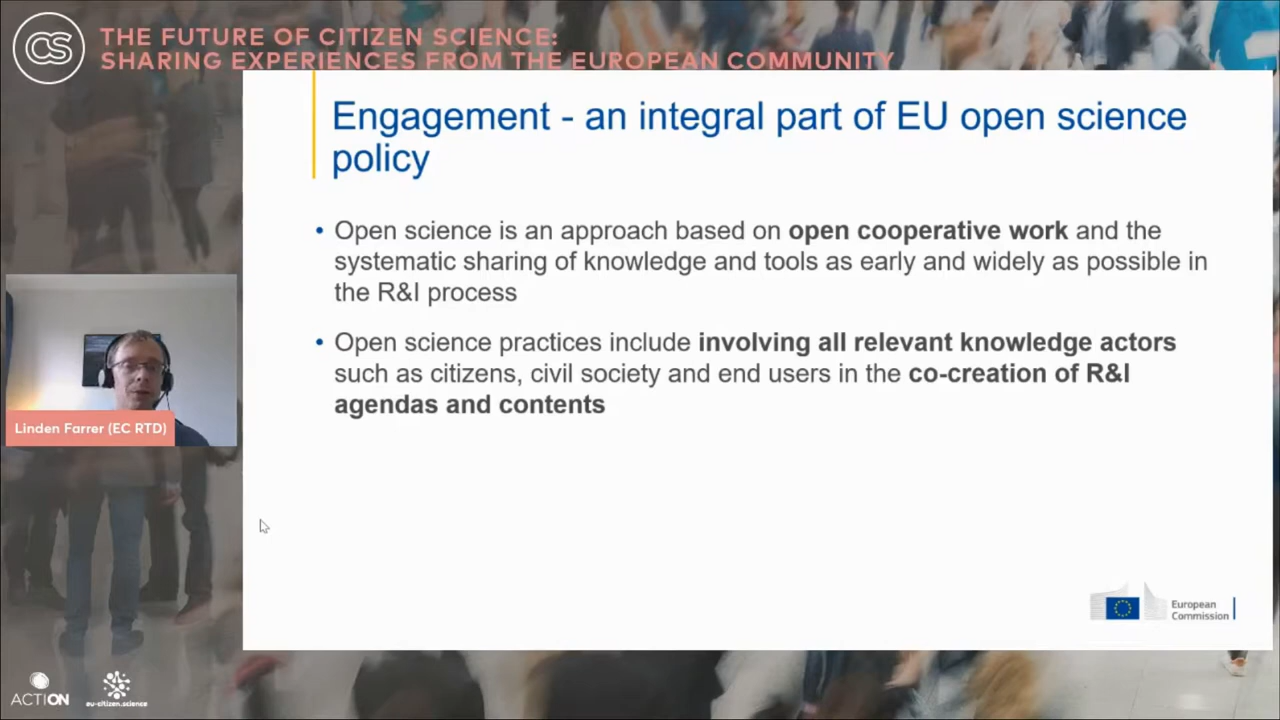 CS
THE FUTURE OF CITIZEN SCIENCE:
SHARING EXPERIENCES FROM THE EUROPEAN COMMUNITY
Engagement - an integral part of EU open science
policy
• Open science is an approach based on open cooperative work and the
systematic sharing of knowledge and tools as early and widely as possible in
the R&I process
• Open science practices include involving all relevant knowledge actors
such as citizens, civil society and end users in the co-creation of R&I
agendas and contents
Linden Farrer (EC RTD)
European
Commission
ACTION
eu-citizen.science